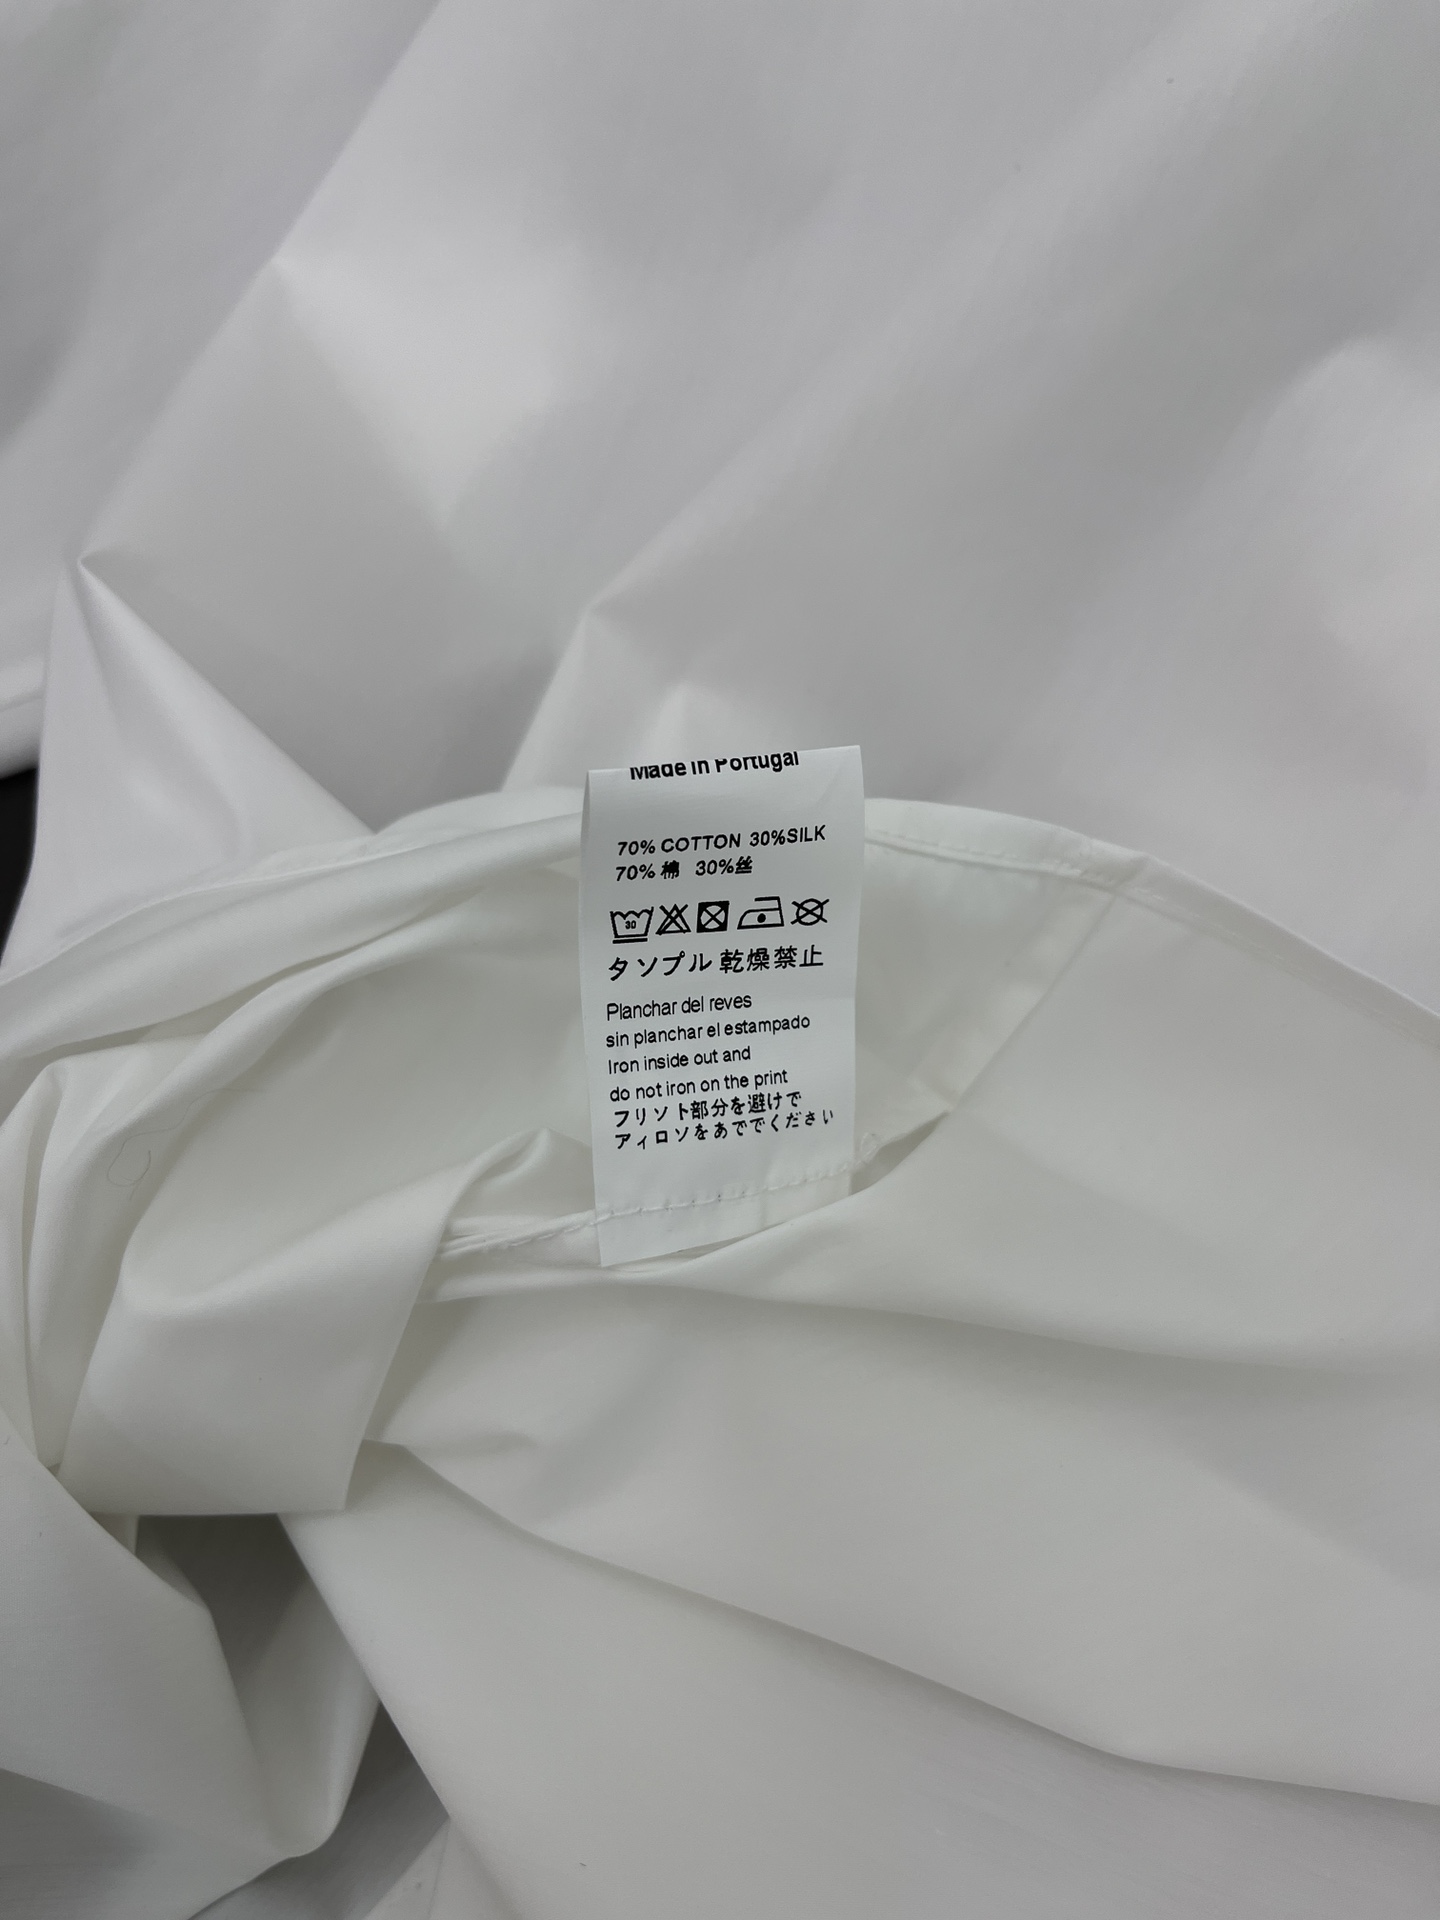 Made in Portugal
70% COTTON 30%SILK
70% 棉 30%丝
30
タソプル 乾燥禁止
Planchar del reves
sin planchar el estampado
Iron inside out and
do not iron on the print
フリソト部分を避けで
アィロソをあででください